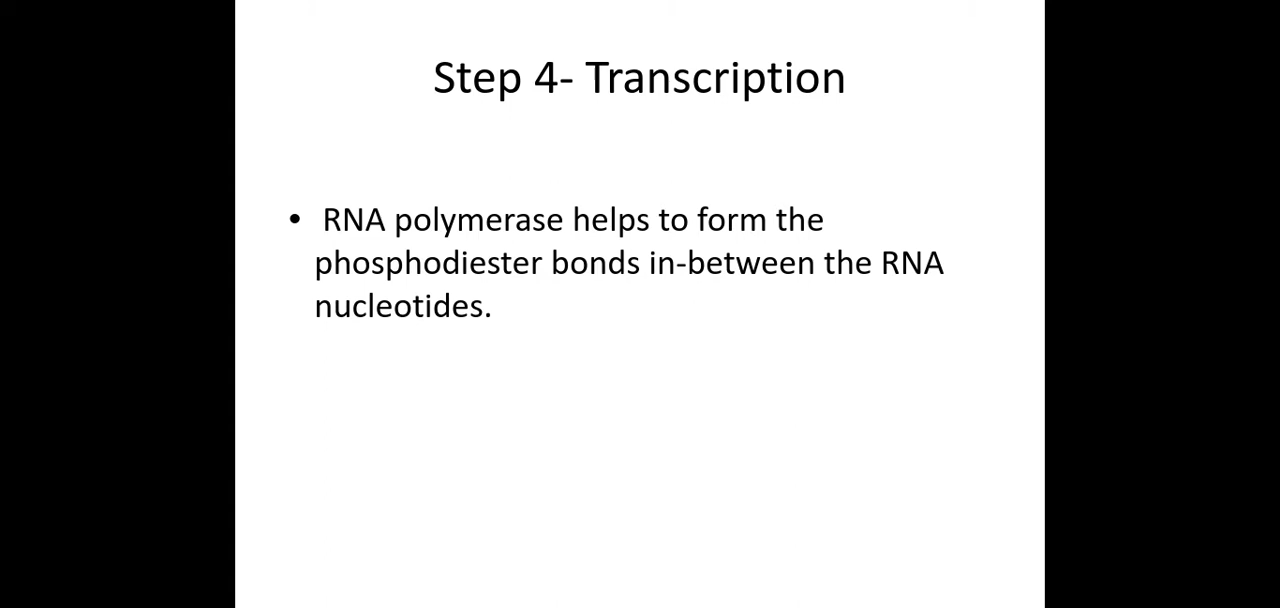 Step 4- Transcription
• RNA polymerase helps to form the
phosphodiester bonds in-between the RNA
nucleotides.